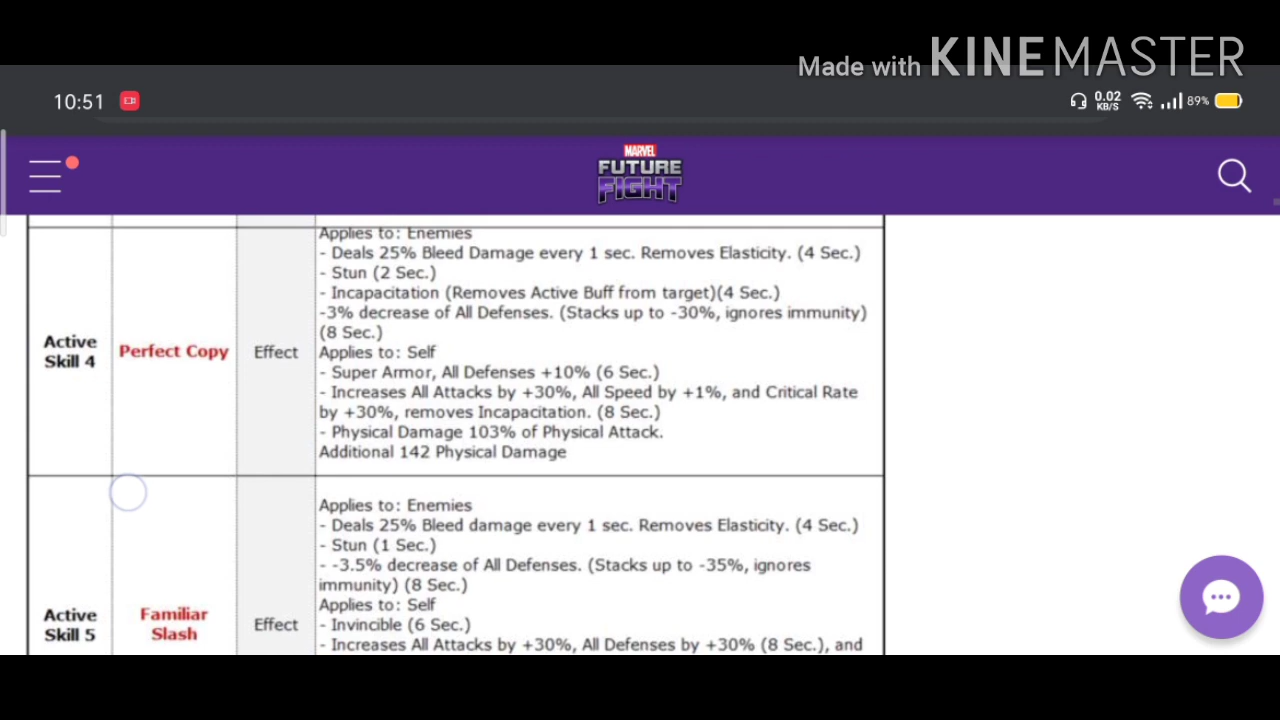 Made with KINEMASTER
10:51
0.02
KB/S
89%
MARVEL
FUTURE
FIGHT
Applies to: Enemies
- Deals 25% Bleed Damage every 1 sec. Removes Elasticity. (4 Sec.)
- Stun (2 Sec.)
- Incapacitation (Removes Active Buff from target)(4 Sec.)
-3% decrease of All Defenses. (Stacks up to -30%, ignores immunity)
(8 Sec.)
Active
Skill 4
Perfect Copy
Effect
Applies to: Self
- Super Armor, All Defenses +10% (6 Sec.)
- Increases All Attacks by +30%, All Speed by +1%, and Critical Rate
by +30%, removes Incapacitation. (8 Sec.)
- Physical Damage 103% of Physical Attack.
Additional 142 Physical Damage
Applies to: Enemies
- Deals 25% Bleed damage every 1 sec. Removes Elasticity. (4 Sec.)
- Stun (1 Sec.)
- -3.5% decrease of All Defenses. (Stacks up to -35%, ignores
immunity) (8 Sec.)
Active
Skill 5
Familiar
Slash
Effect
Applies to: Self
- Invincible (6 Sec.)
- Increases All Attacks by +30%, All Defenses by +30% (8 Sec.), and